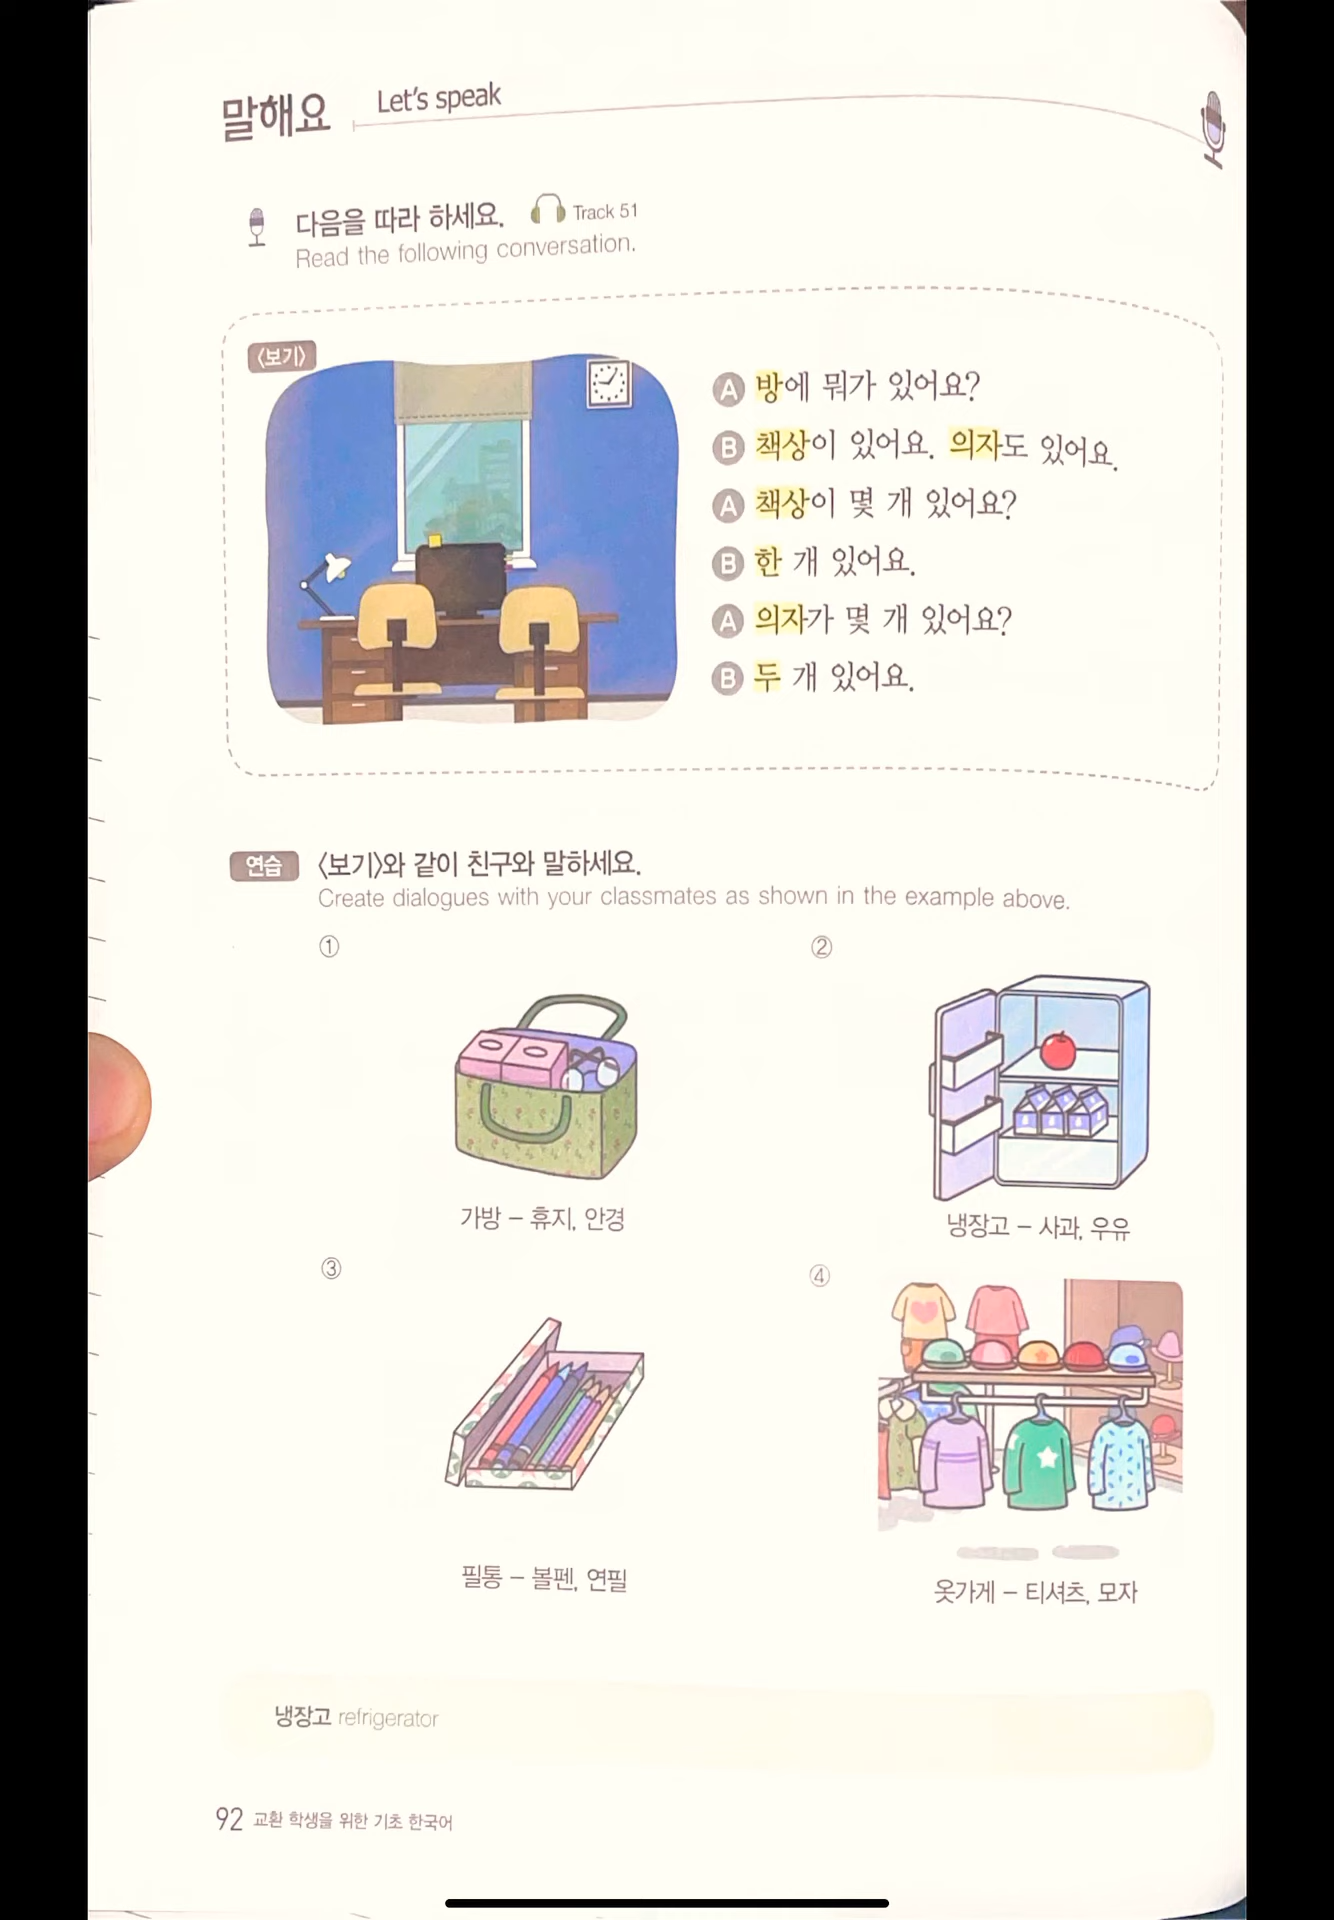 말해요 Let's speak
다음을 따라 하세요. Track 51
Read the following conversation.
〈보기〉
A 방에 뭐가 있어요?
B 책상이 있어요. 의자도 있어요.
A 책상이 몇 개 있어요?
B 한 개 있어요.
A 의자가 몇 개 있어요?
B 두 개 있어요.
연습 〈보기〉와 같이 친구와 말하세요.
Create dialogues with your classmates as shown in the example above.
①
가방 – 휴지, 안경
②
냉장고 – 사과, 우유
③
필통 – 볼펜, 연필
④
옷가게 – 티셔츠, 모자
냉장고 refrigerator
92 교환 학생을 위한 기초 한국어